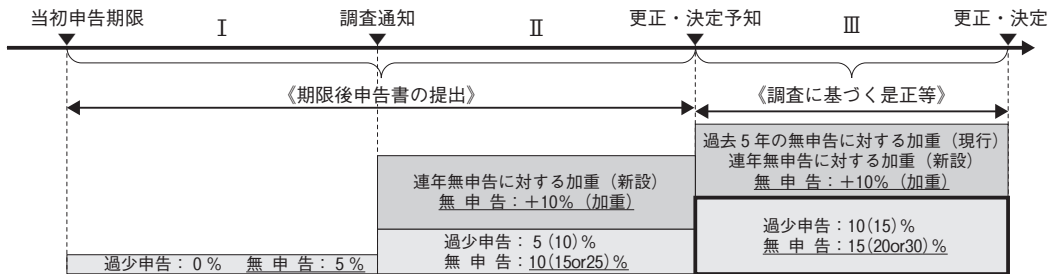 当初申告期限 Ⅰ 調査通知 Ⅱ 更正・決定予知 Ⅲ 更正・決定
《期限後申告書の提出》 《調査に基づく是正等》
過去5年の無申告に対する加重（現行）
連年無申告に対する加重（新設）
無 申 告：＋10％（加重）
連年無申告に対する加重（新設）
無 申 告：＋10％（加重）
過少申告：10(15)％
無 申 告：15(20or30)％
過少申告： 5 (10)％
無 申 告：10(15or25)％
過少申告： 0 ％ 無 申 告： 5 ％